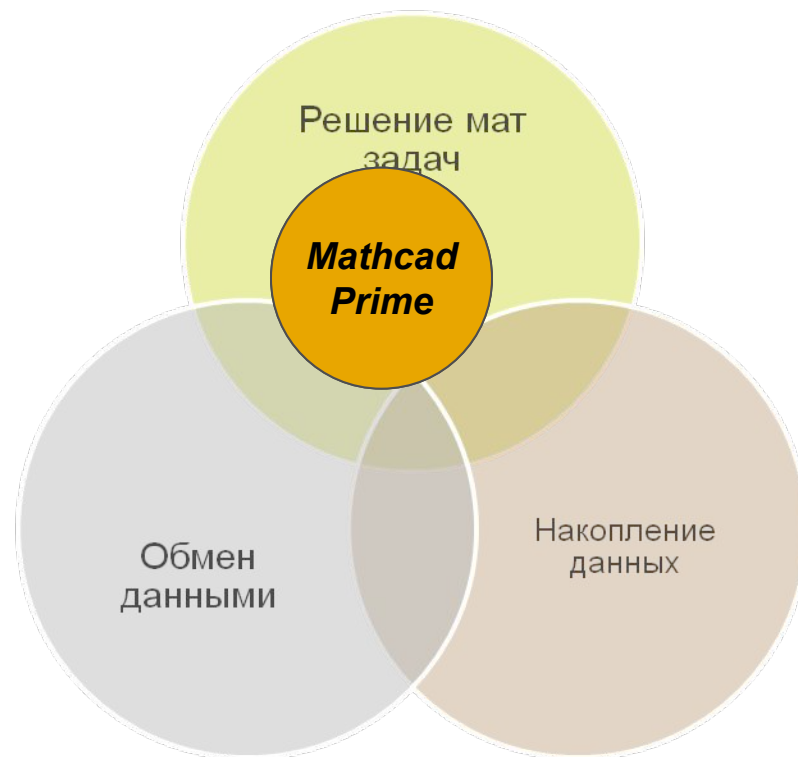 Решение мат
задач
Mathcad
Prime
Обмен
данными
Накопление
данных